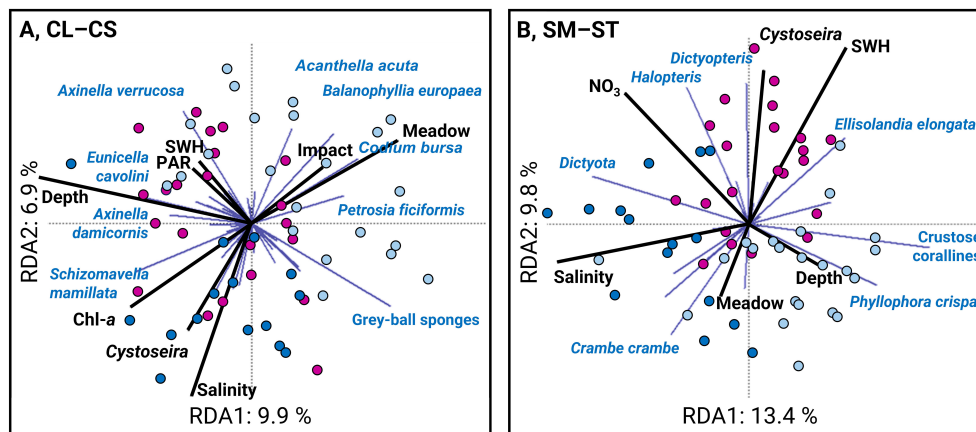 A, CL–CS
Acanthella acuta
Axinella verrucosa
Balanophyllia europaea
Meadow
SWH
Impact
Codium bursa
Eunicella
cavolini
PAR
Depth
Axinella
damicornis
Petrosia ficiformis
Schizomavella
mamillata
Chl-a
Grey-ball sponges
Cystoseira
Salinity
RDA2: 6.9 %
RDA1: 9.9 %
B, SM–ST
Cystoseira
SWH
Dictyopteris
Halopteris
NO3
Ellisolandia elongata
Dictyota
Crustose
corallines
Salinity
Depth
Meadow
Phyllophora crispa
Crambe crambe
RDA2: 9.8 %
RDA1: 13.4 %